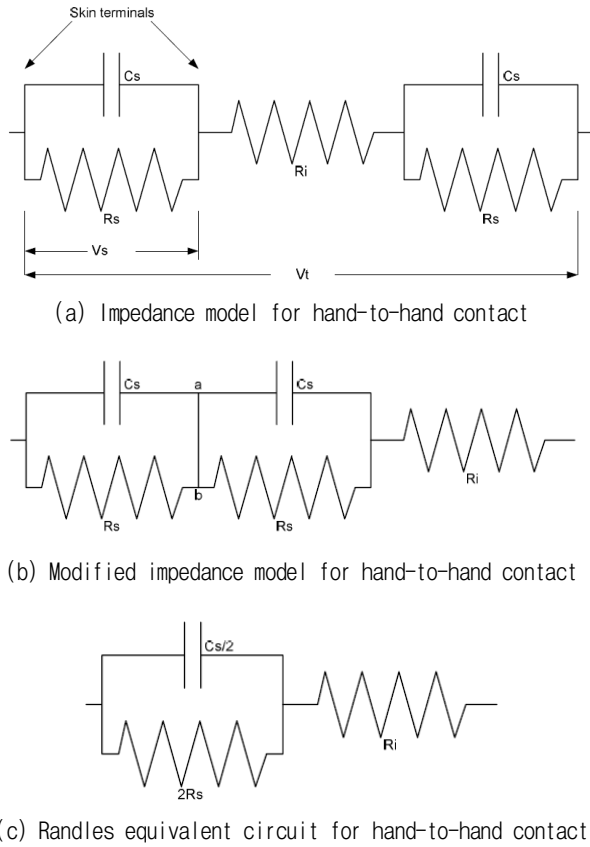 Skin terminals
Cs
Cs
Ri
Rs
Rs
Vs
Vt
(a) Impedance model for hand-to-hand contact
Cs
a
Cs
Ri
b
Rs
Rs
(b) Modified impedance model for hand-to-hand contact
Cs/2
Ri
2Rs
(c) Randles equivalent circuit for hand-to-hand contact